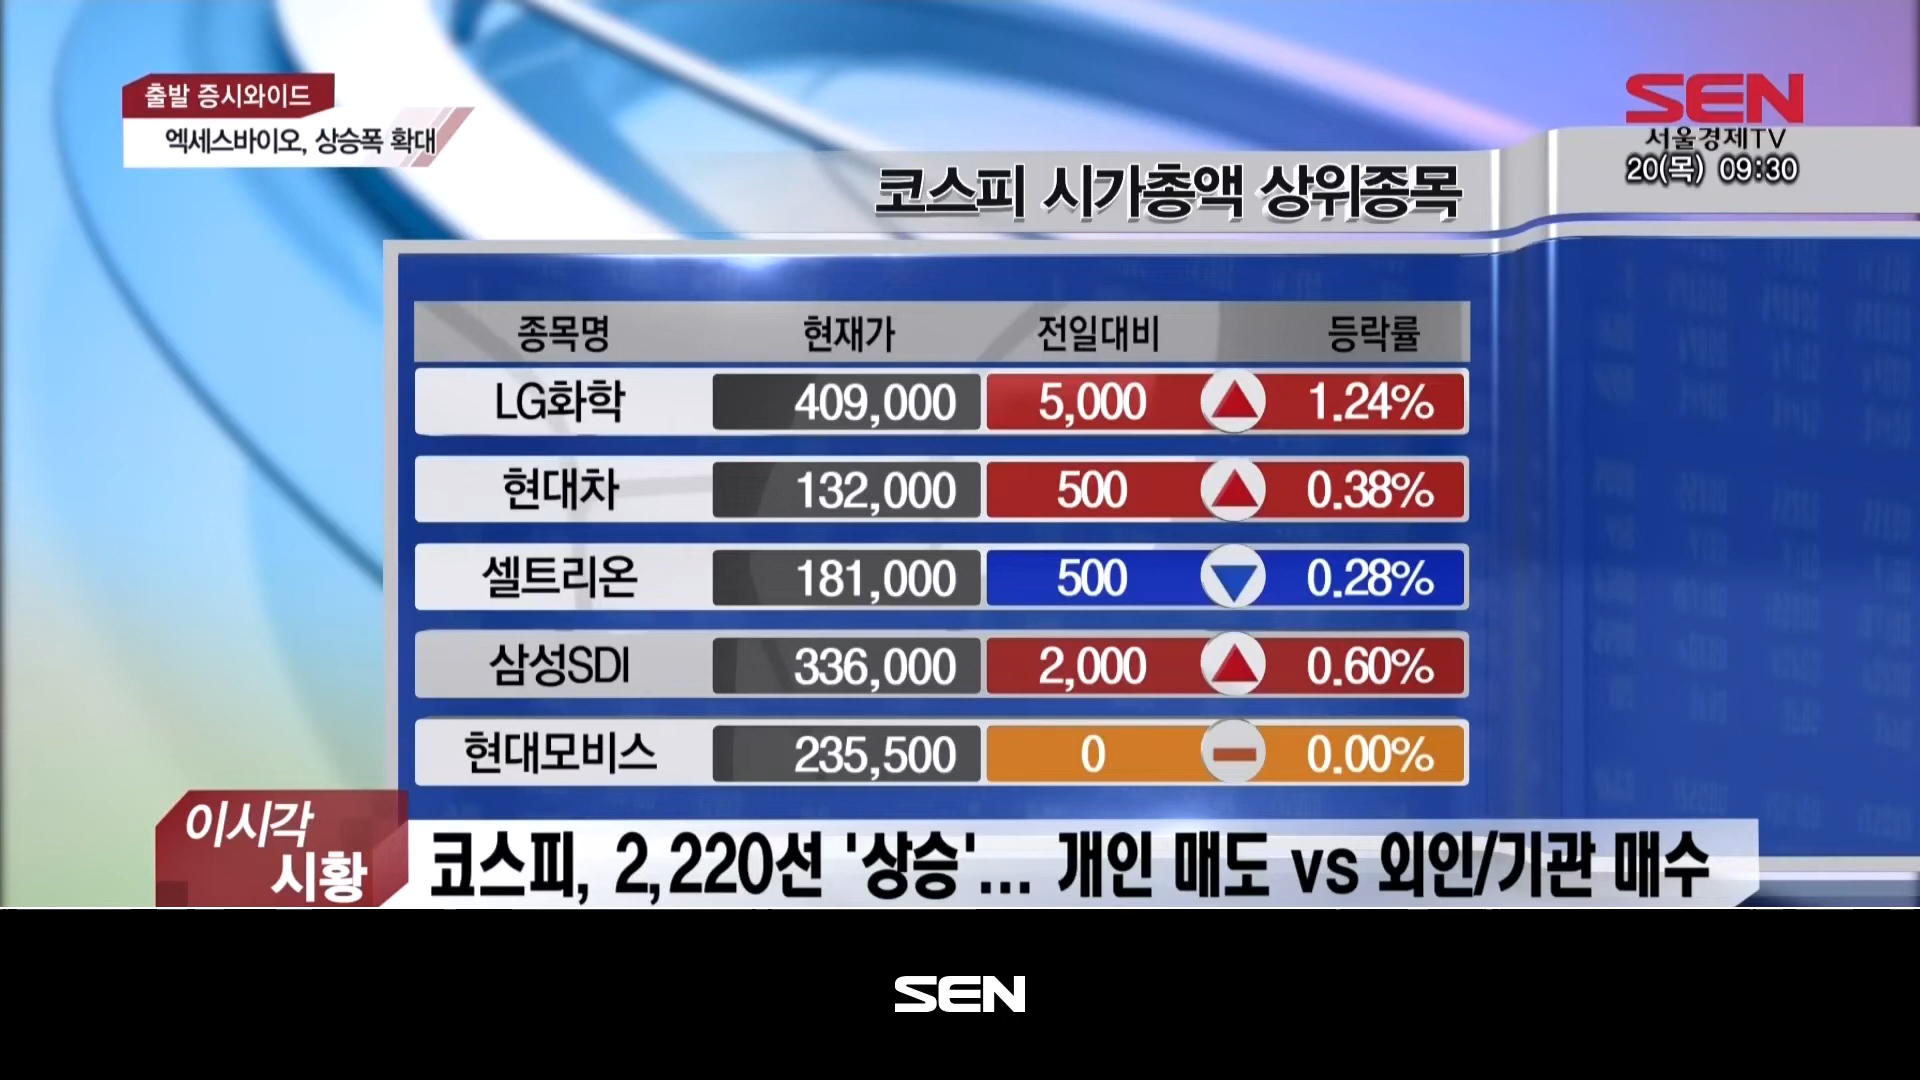 출발 증시와이드
엑세스바이오, 상승폭 확대
SEN
서울경제TV
20(목) 09:30
코스피 시가총액 상위종목
종목명 현재가 전일대비 등락률
LG화학 409,000 5,000 ▲ 1.24%
현대차 132,000 500 ▲ 0.38%
셀트리온 181,000 500 ▼ 0.28%
삼성SDI 336,000 2,000 ▲ 0.60%
현대모비스 235,500 0 - 0.00%
이시각
시황
코스피, 2,220선 '상승'... 개인 매도 vs 외인/기관 매수
SEN